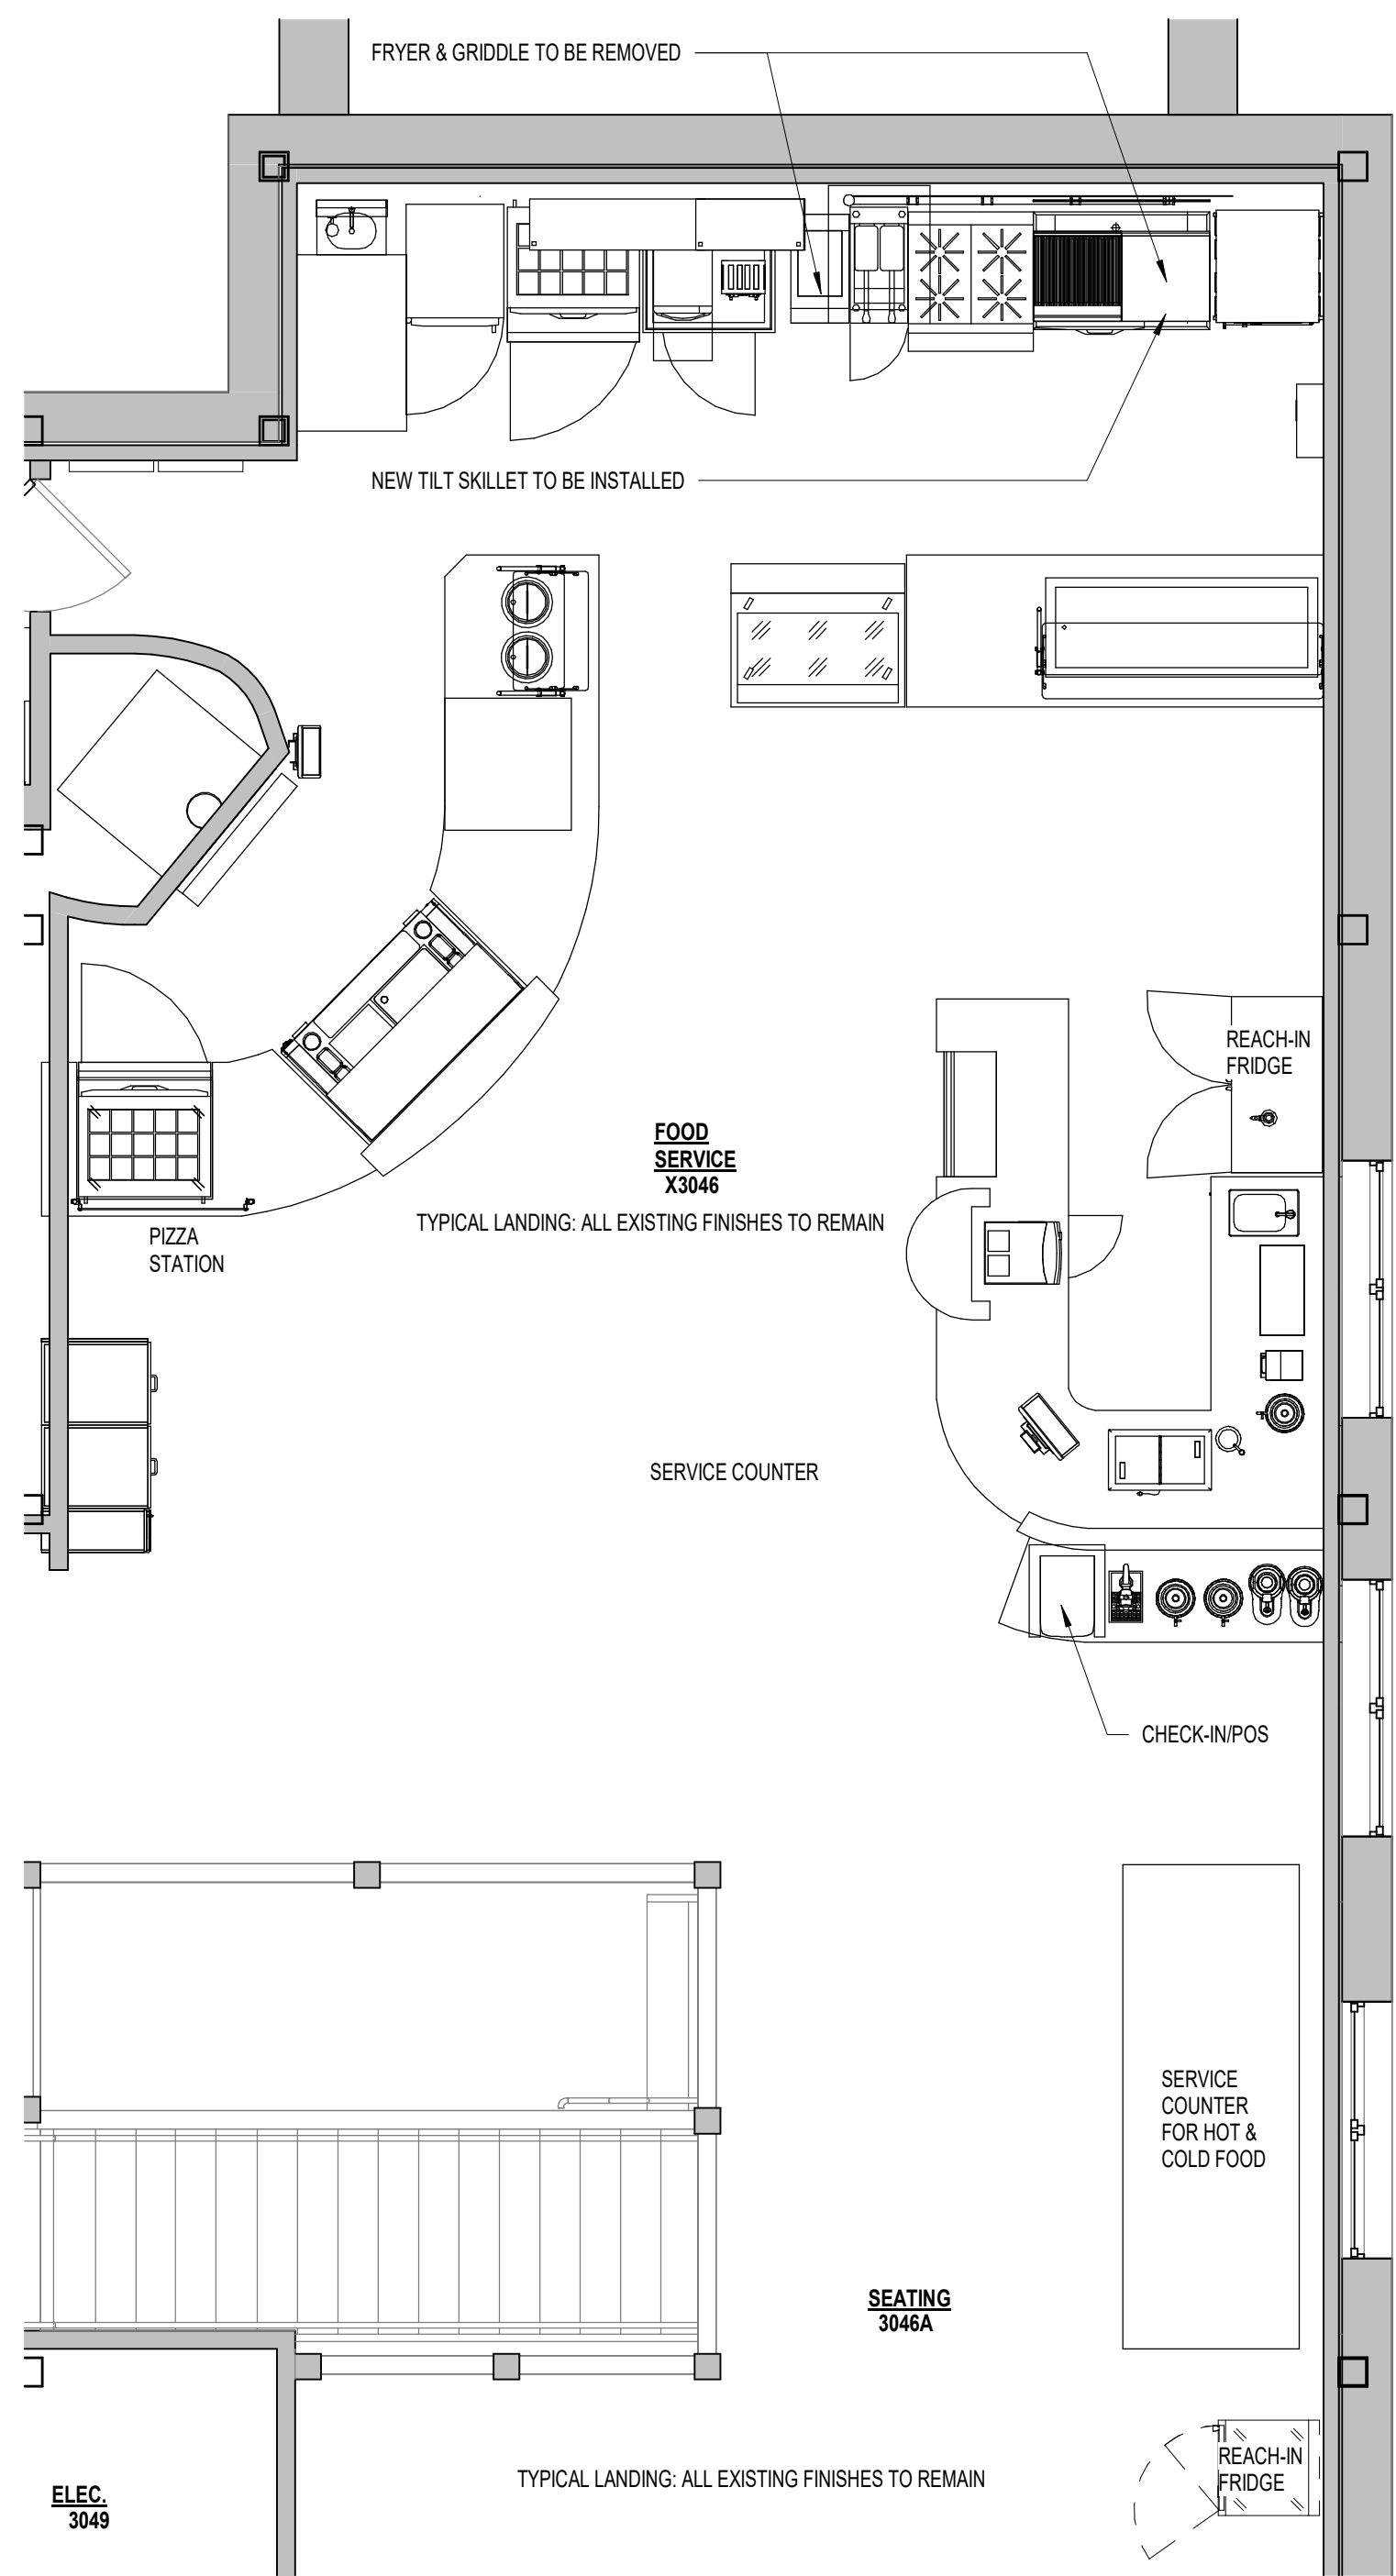 FRYER & GRIDDLE TO BE REMOVED
NEW TILT SKILLET TO BE INSTALLED
REACH-IN
FRIDGE
FOOD
SERVICE
X3046
TYPICAL LANDING: ALL EXISTING FINISHES TO REMAIN
PIZZA
STATION
SERVICE COUNTER
CHECK-IN/POS
SERVICE
COUNTER
FOR HOT &
COLD FOOD
SEATING
3046A
REACH-IN
FRIDGE
TYPICAL LANDING: ALL EXISTING FINISHES TO REMAIN
ELEC.
3049